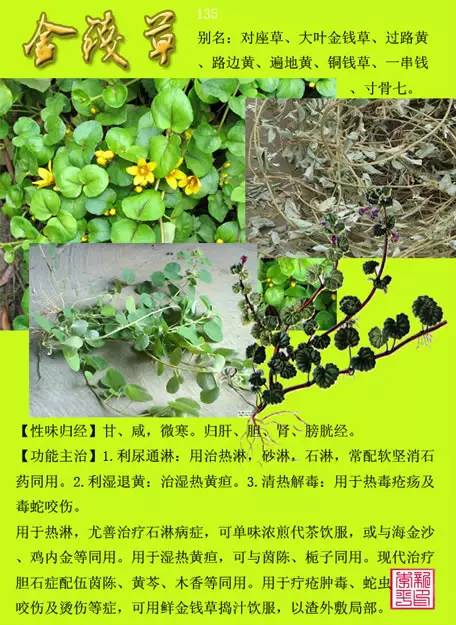 金钱草
135
别名：对座草、大叶金钱草、过路黄
、路边黄、遍地黄、铜钱草、一串钱
、寸骨七。
【性味归经】甘、咸，微寒。归肝、胆、肾、膀胱经。
【功能主治】1.利尿通淋：用治热淋，砂淋，石淋，常配软坚消石
药同用。2.利湿退黄：治湿热黄疸。3.清热解毒：用于热毒疮疡及
毒蛇咬伤。
用于热淋，尤善治疗石淋病症，可单味浓煎代茶饮服，或与海金沙
、鸡内金等同用。用于湿热黄疸，可与茵陈、栀子同用。现代治疗
胆石症配伍茵陈、黄芩、木香等同用。用于疔疮肿毒、蛇虫
咬伤及烫伤等症，可用鲜金钱草捣汁饮服，以渣外敷局部。